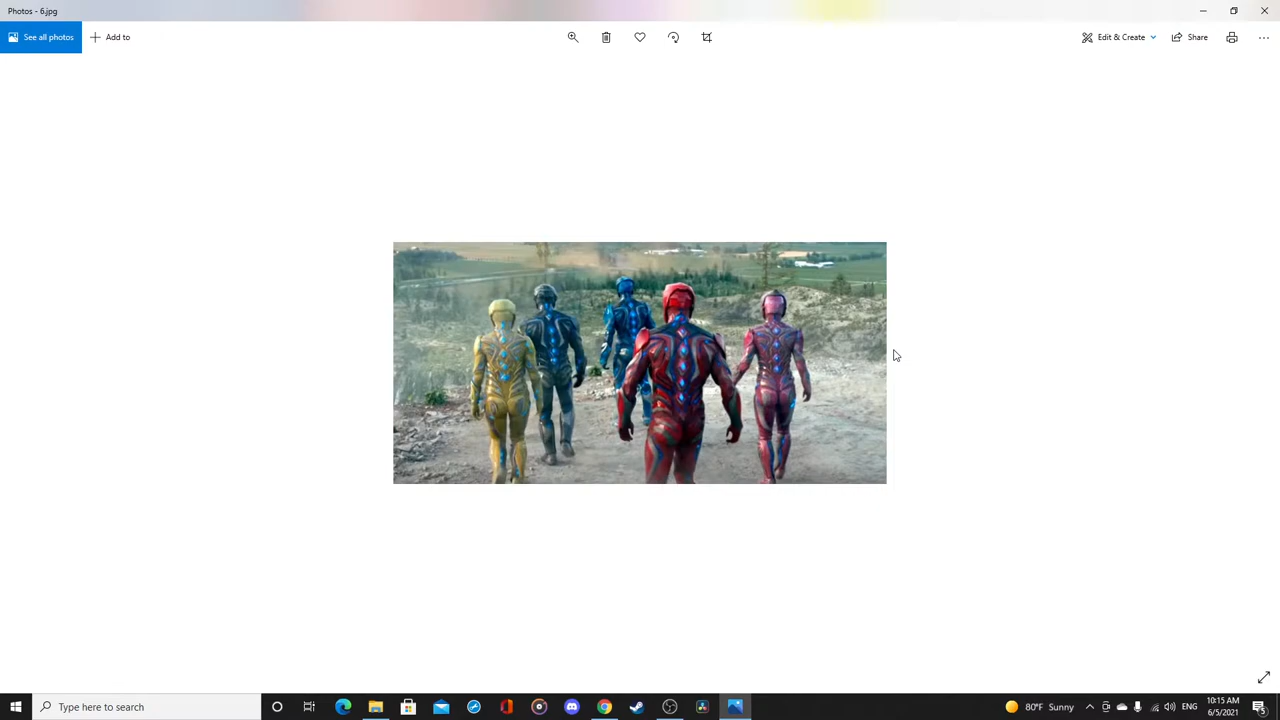 Photos - 6.jpg
See all photos
Add to
Edit & Create
Share
Type here to search
80°F Sunny
ENG
10:15 AM
6/5/2021
5